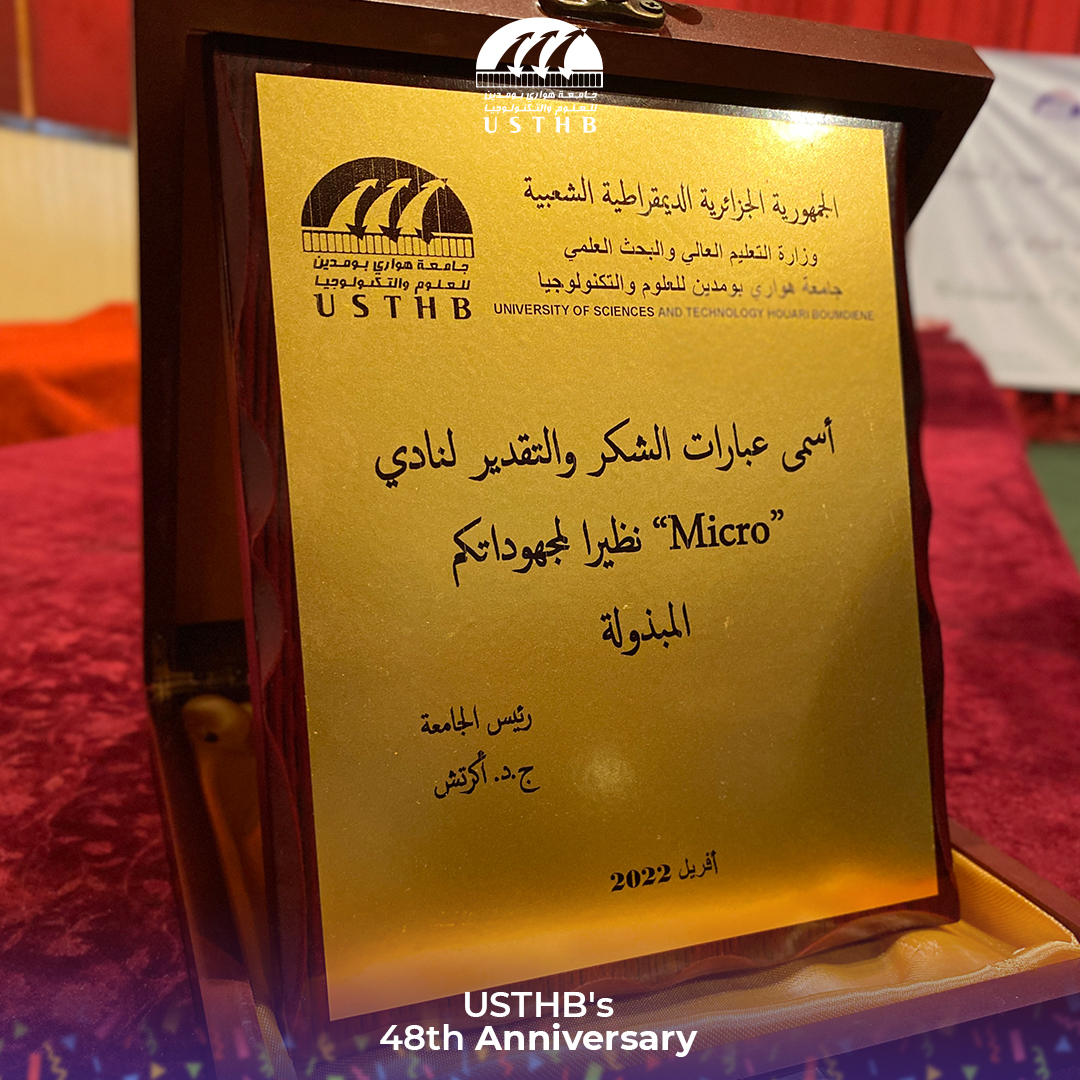 جامعة هواري بومدين
للعلوم والتكنولوجيا
USTHB
جامعة هواري بومدين
للعلوم والتكنولوجيا
USTHB
الجمهورية الجزائرية الديمقراطية الشعبية
وزارة التعليم العالي والبحث العلمي
جامعة هواري بومدين للعلوم والتكنولوجيا
UNIVERSITY OF SCIENCES AND TECHNOLOGY HOUARI BOUMDIENE
أسمى عبارات الشكر والتقدير لنادي
”Micro“ نظيرا لمجهوداتكم
المبذولة
رئيس الجامعة
ج.د. أكرتش
أفريل 2022
USTHB's
48th Anniversary